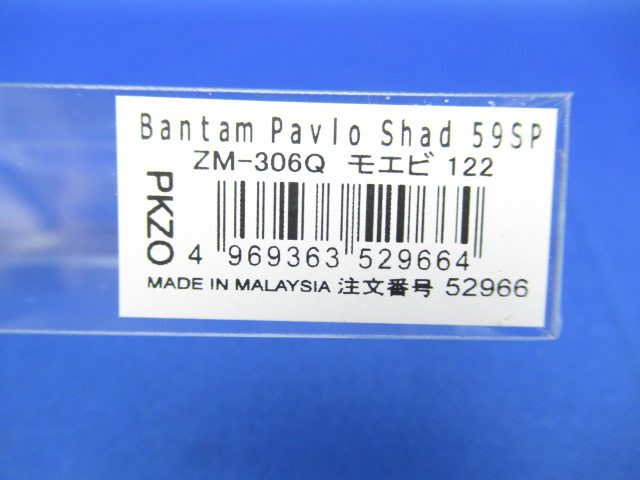 Bantam Pavlo Shad 59SP
ZM-306Q モエビ 122
PKZO
4 969363 529664
MADE IN MALAYSIA 注文番号 52966